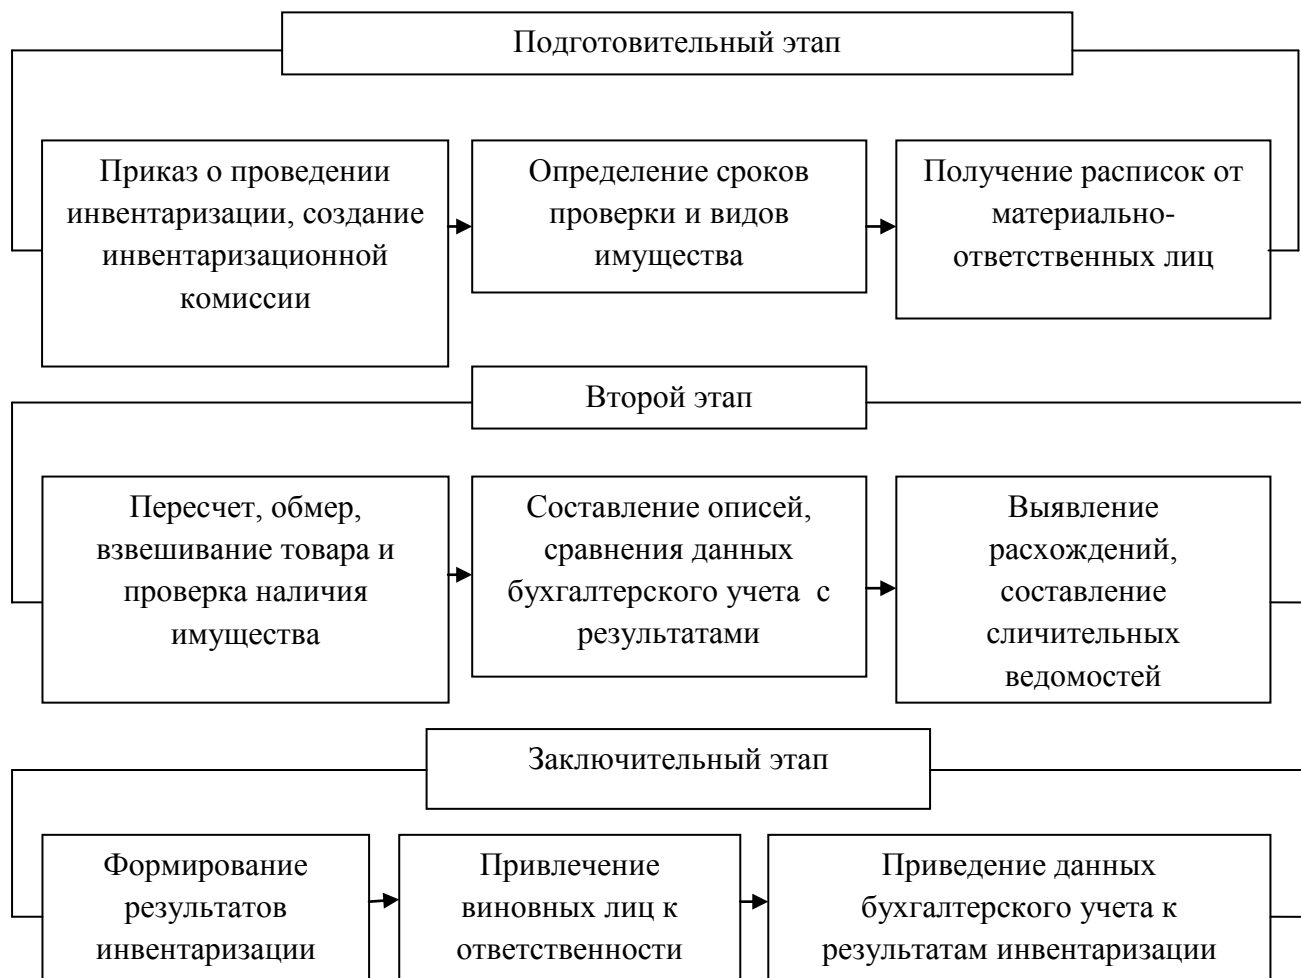 Подготовительный этап
Приказ о проведении
инвентаризации, создание
инвентаризационной
комиссии
Определение сроков
проверки и видов
имущества
Получение расписок от
материально-
ответственных лиц
Второй этап
Пересчет, обмер,
взвешивание товара и
проверка наличия
имущества
Составление описей,
сравнения данных
бухгалтерского учета с
результатами
Выявление
расхождений,
составление
сличительных
ведомостей
Заключительный этап
Формирование
результатов
инвентаризации
Привлечение
виновных лиц к
ответственности
Приведение данных
бухгалтерского учета к
результатам инвентаризации